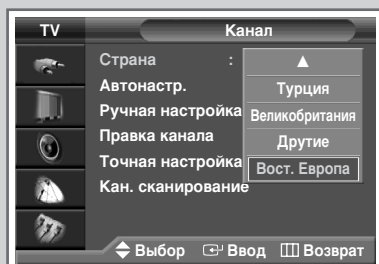 TV
Канал
Страна :
▲
Автонастр.
Турция
Ручная настройка
Великобритания
Правка канала
Другие
Точная настройка
Вост. Европа
Кан. сканирование
Выбор Ввод Возврат